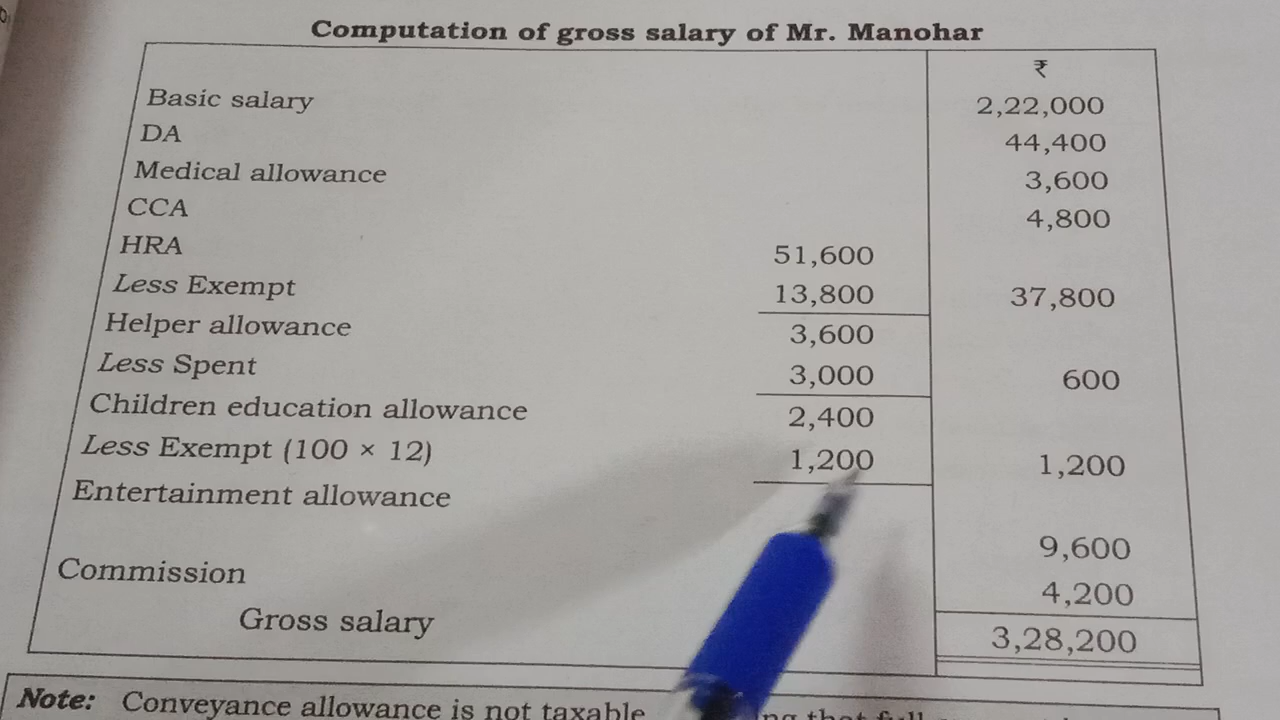 Computation of gross salary of Mr. Manohar
₹
Basic salary 2,22,000
DA 44,400
Medical allowance 3,600
CCA 4,800
HRA 51,600
Less Exempt 13,800 37,800
Helper allowance 3,600
Less Spent 3,000 600
Children education allowance 2,400
Less Exempt (100 × 12) 1,200 1,200
Entertainment allowance
9,600
Commission 4,200
Gross salary 3,28,200
Note: Conveyance allowance is not taxable that full